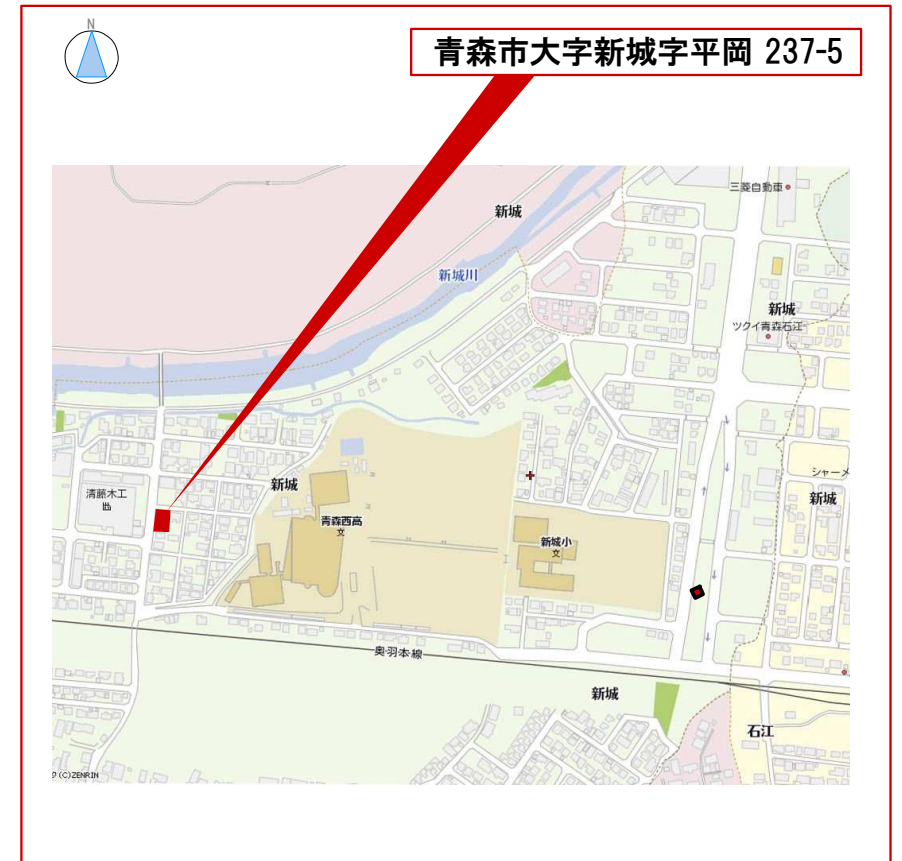 N
青森市大字新城字平岡 237-5
三菱自動車
新城
新城川
新城
ツクイ青森石江
シャーメ
新城
清藤木工
新城
青森西高
文
新城小
文
奥羽本線
新城
石江
(C)ZENRIN